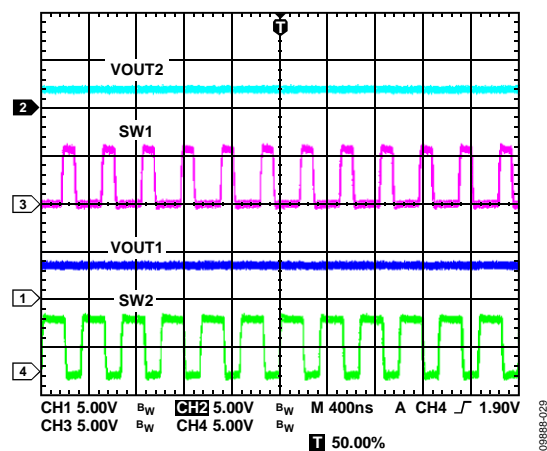 T
VOUT2
2
SW1
3
VOUT1
1
SW2
4
CH1 5.00V BW CH2 5.00V BW M 400ns A CH4 1.90V
CH3 5.00V BW CH4 5.00V BW
T 50.00%
09888-029